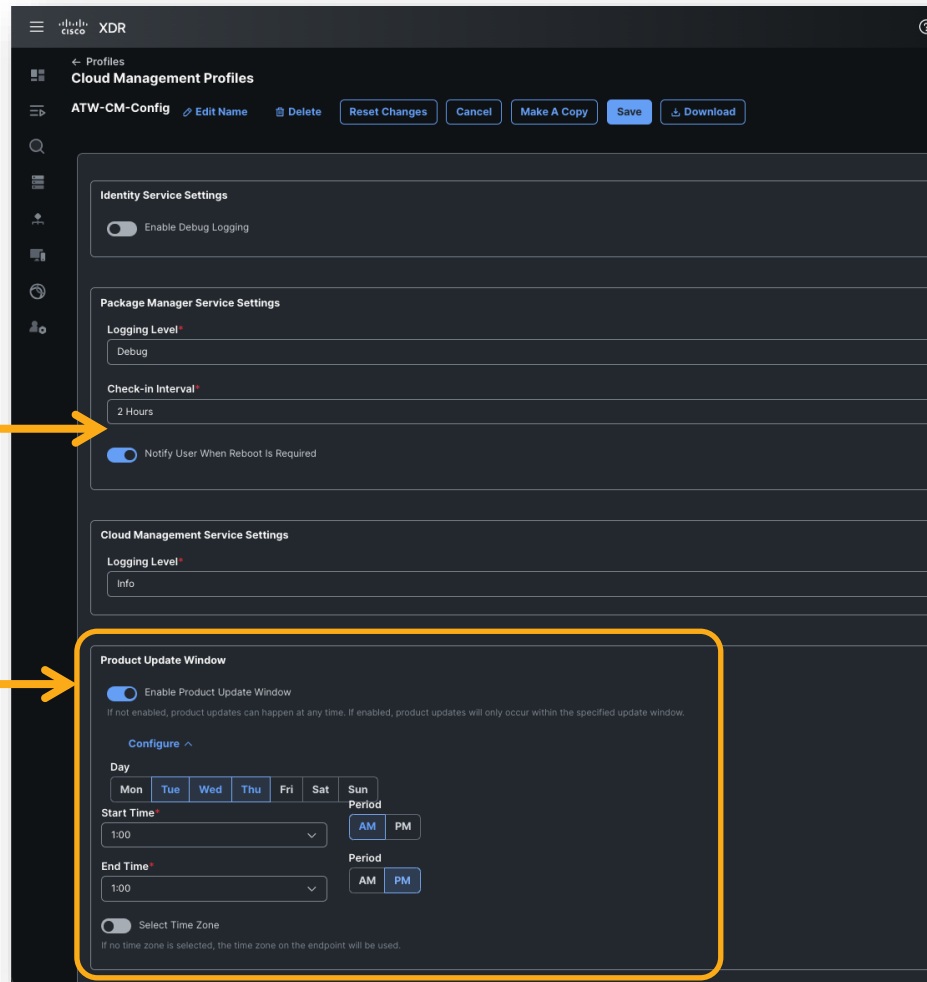 cisco XDR
← Profiles
Cloud Management Profiles
ATW-CM-Config Edit Name Delete Reset Changes Cancel Make A Copy Save Download
Identity Service Settings
Enable Debug Logging
Package Manager Service Settings
Logging Level*
Debug
Check-in Interval*
2 Hours
Notify User When Reboot Is Required
Cloud Management Service Settings
Logging Level*
Info
Product Update Window
Enable Product Update Window
If not enabled, product updates can happen at any time. If enabled, product updates will only occur within the specified update window.
Configure
Day
Mon Tue Wed Thu Fri Sat Sun
Start Time* Period
1:00 AM PM
End Time* Period
1:00 AM PM
Select Time Zone
If no time zone is selected, the time zone on the endpoint will be used.